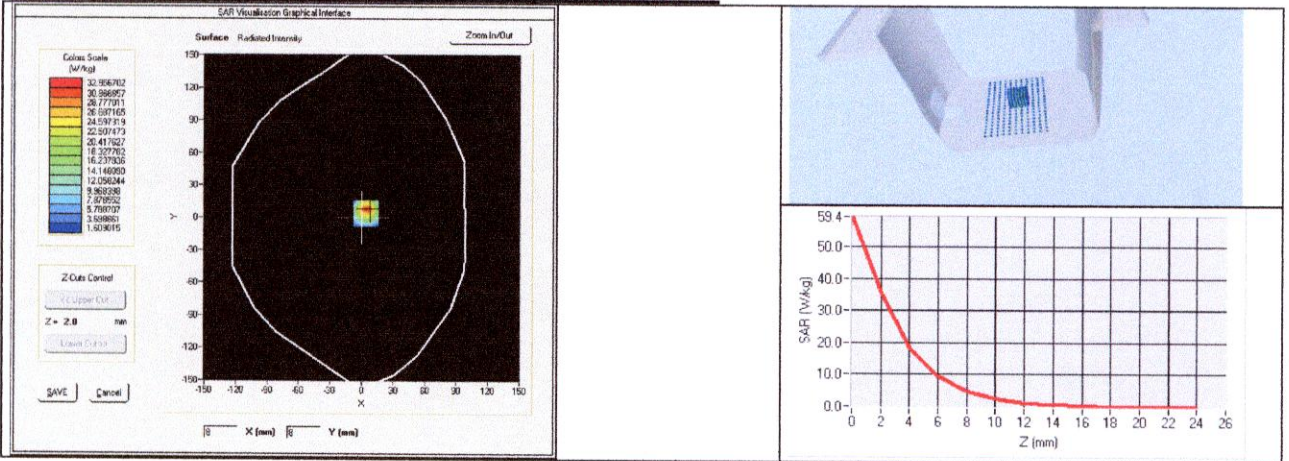 SAR Visualisation Graphical Interface
Surface Radiated Intensity
Zoom In/Out
Colors Scale
(W/kg)
32.956702
30.866857
28.777011
26.687165
24.597319
22.507473
20.417627
18.327782
16.237936
14.148090
12.058244
9.968398
7.878552
5.788707
3.698861
1.609015
Z-Cuts Control
Upper Cut
Z = 2.0 mm
SAVE
Cancel
150
120
90
60
30
0
-30
-60
-90
-120
-150
Y
-150 -120 -90 -60 -30 0 30 60 90 120 150
X
8 X (mm) 8 Y (mm)
59.4
50.0
40.0
30.0
20.0
10.0
0.0
SAR (W/kg)
0 2 4 6 8 10 12 14 16 18 20 22 24 26
Z (mm)